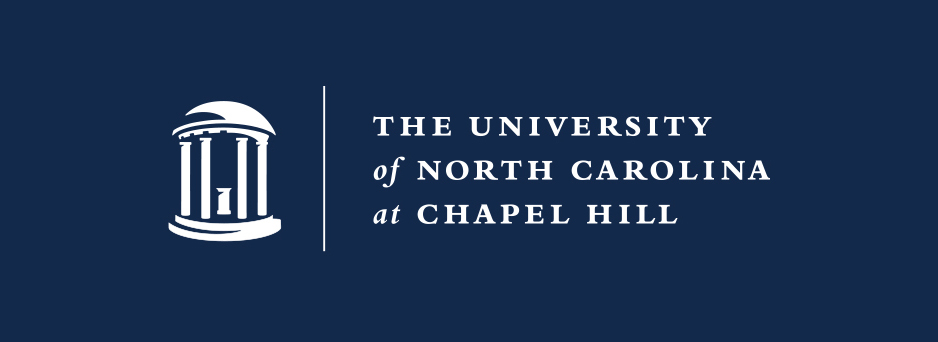 THE UNIVERSITY
of NORTH CAROLINA
at CHAPEL HILL